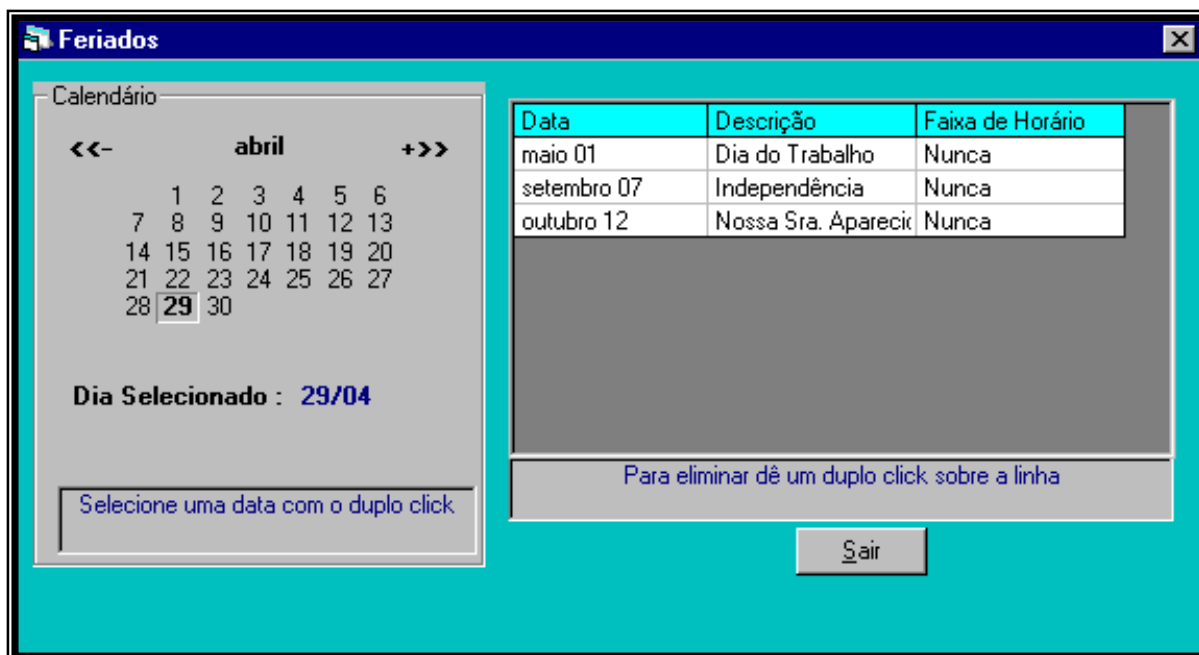 Feriados
Calendário
<<- abril +>>
1 2 3 4 5 6
7 8 9 10 11 12 13
14 15 16 17 18 19 20
21 22 23 24 25 26 27
28 29 30
Dia Selecionado : 29/04
Selecione uma data com o duplo click
Data Descrição Faixa de Horário
maio 01 Dia do Trabalho Nunca
setembro 07 Independência Nunca
outubro 12 Nossa Sra. Aparecic Nunca
Para eliminar dê um duplo click sobre a linha
Sair